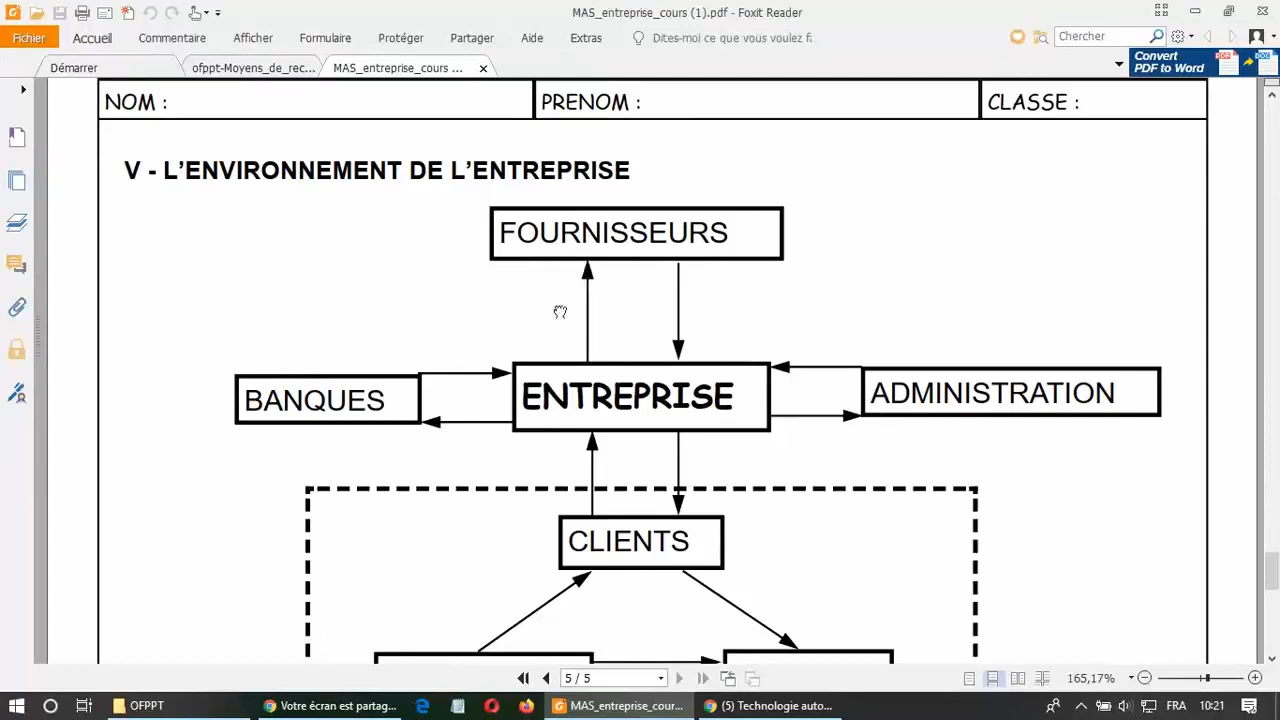 MAS_entreprise_cours (1).pdf - Foxit Reader
Fichier Accueil Commentaire Afficher Formulaire Protéger Partager Aide Extras Dites-moi ce que vous voulez fa Chercher
Démarrer ofppt-Moyens_de_rec... MAS_entreprise_cours ...
Convert
PDF to Word
NOM : PRENOM : CLASSE :
V - L’ENVIRONNEMENT DE L’ENTREPRISE
FOURNISSEURS
BANQUES ENTREPRISE ADMINISTRATION
CLIENTS
5 / 5 165,17%
OFPPT Votre écran est partag... MAS_entreprise_cour... (5) Technologie auto... FRA 10:21